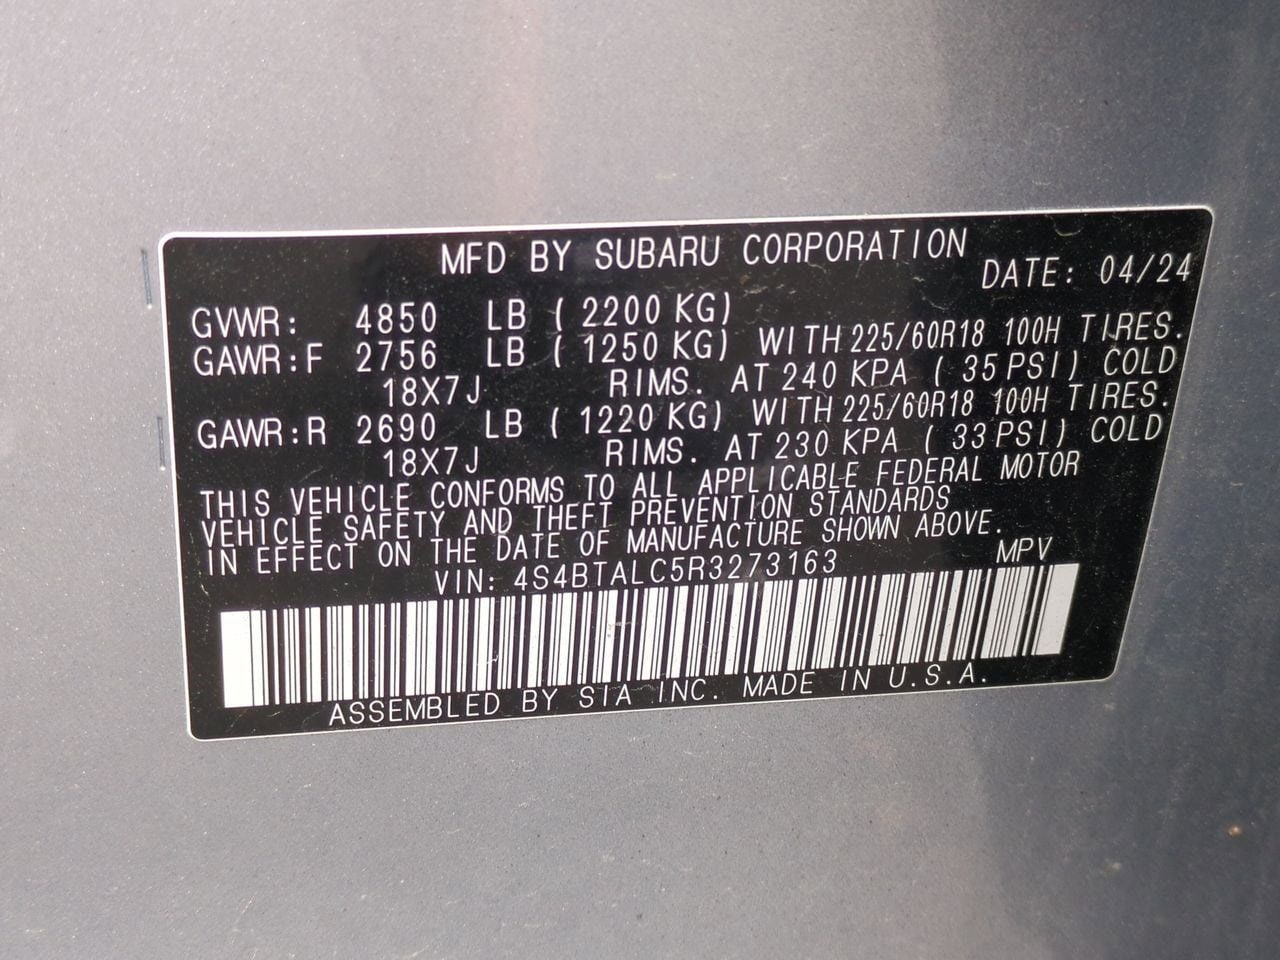 MFD BY SUBARU CORPORATION
DATE: 04/24
GVWR: 4850 LB (2200 KG)
GAWR:F 2756 LB (1250 KG) WITH 225/60R18 100H TIRES.
18X7J RIMS. AT 240 KPA (35 PSI) COLD
GAWR:R 2690 LB (1220 KG) WITH 225/60R18 100H TIRES.
18X7J RIMS. AT 230 KPA (33 PSI) COLD
THIS VEHICLE CONFORMS TO ALL APPLICABLE FEDERAL MOTOR
VEHICLE SAFETY AND THEFT PREVENTION STANDARDS
IN EFFECT ON THE DATE OF MANUFACTURE SHOWN ABOVE.
VIN: 4S4BTALC5R3273163 MPV
ASSEMBLED BY SIA INC. MADE IN U.S.A.